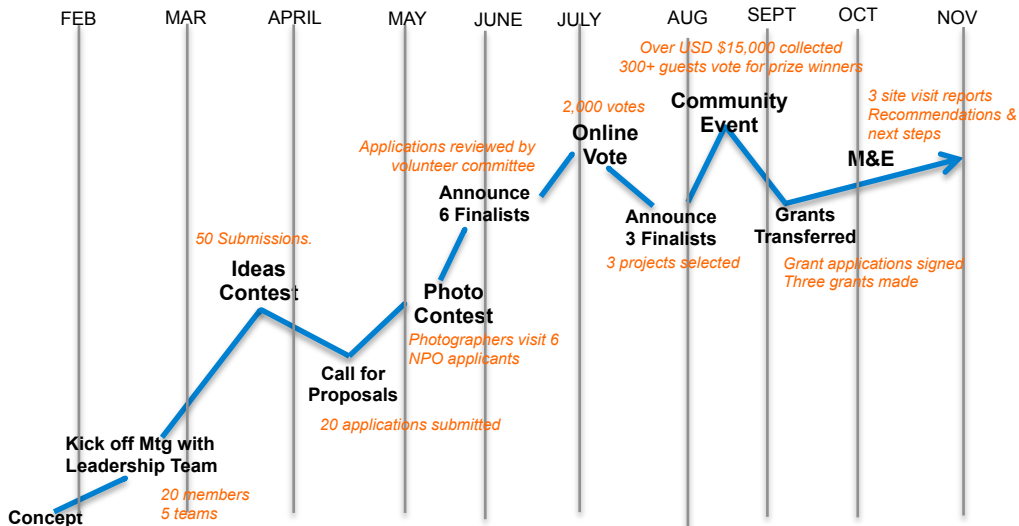 FEB MAR APRIL MAY JUNE JULY AUG SEPT OCT NOV
Over USD $15,000 collected
300+ guests vote for prize winners
3 site visit reports
Recommendations &
next steps
2,000 votes
Community
Event
Online
Vote
M&E
Applications reviewed by
volunteer committee
Announce
6 Finalists
Announce
3 Finalists
3 projects selected
Grants
Transferred
Grant applications signed
Three grants made
50 Submissions.
Ideas
Contest
Photo
Contest
Photographers visit 6
NPO applicants
Call for
Proposals
20 applications submitted
Kick off Mtg with
Leadership Team
20 members
5 teams
Concept